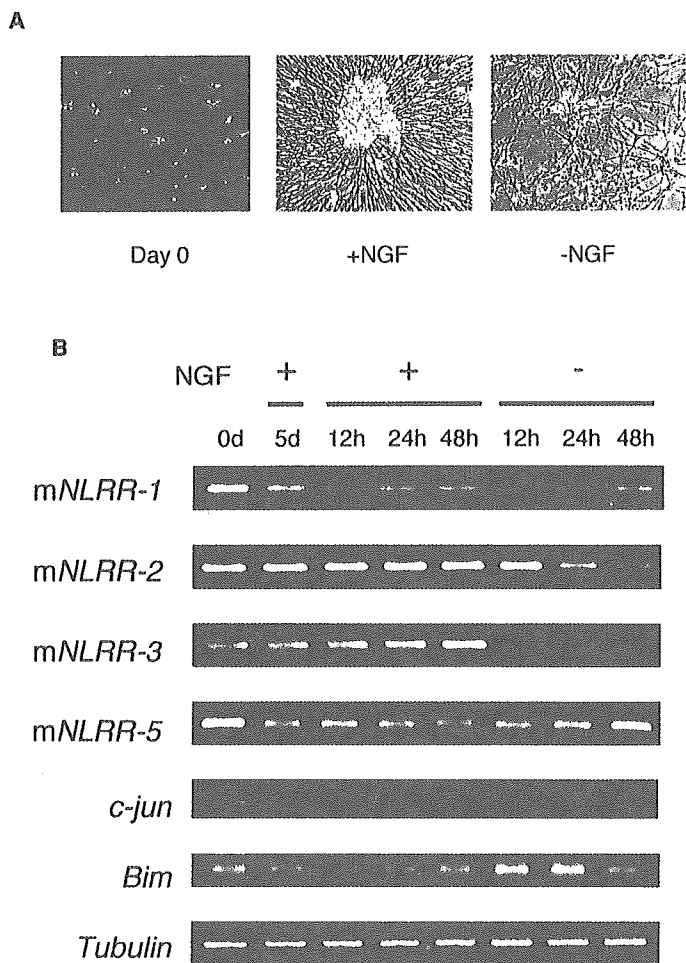 A
Day 0 +NGF -NGF
B
NGF + + -
0d 5d 12h 24h 48h 12h 24h 48h
mNLRR-1
mNLRR-2
mNLRR-3
mNLRR-5
c-jun
Bim
Tubulin